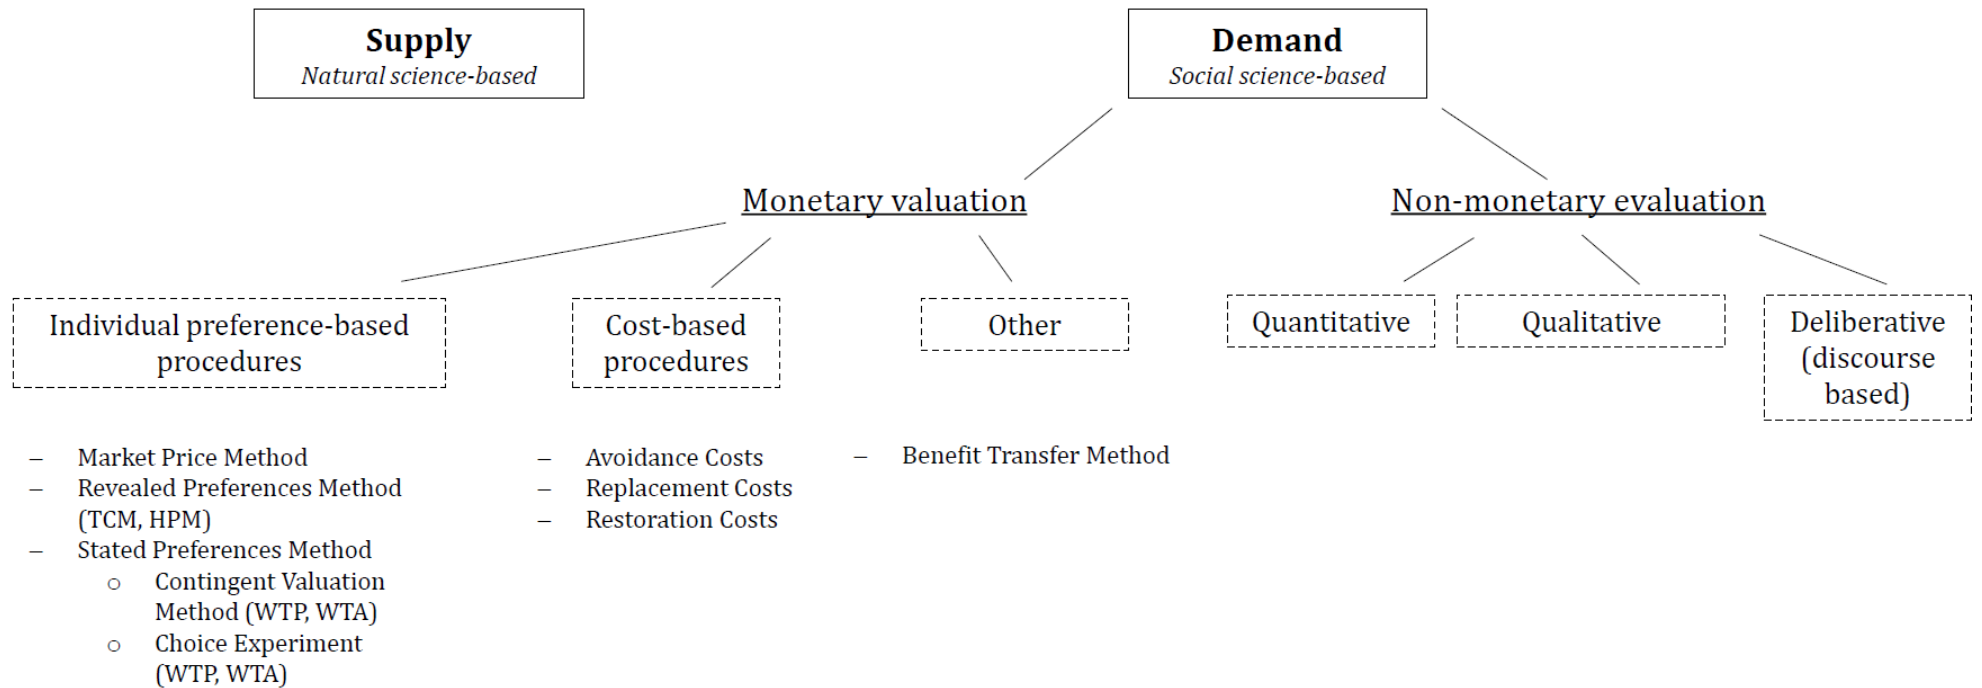 Supply
Natural science-based
Demand
Social science-based
Monetary valuation
Non-monetary evaluation
Individual preference-based
procedures
Cost-based
procedures
Other
Quantitative
Qualitative
Deliberative
(discourse
based)
– Market Price Method
– Revealed Preferences Method
(TCM, HPM)
– Stated Preferences Method
o Contingent Valuation
Method (WTP, WTA)
o Choice Experiment
(WTP, WTA)
– Avoidance Costs
– Replacement Costs
– Restoration Costs
– Benefit Transfer Method